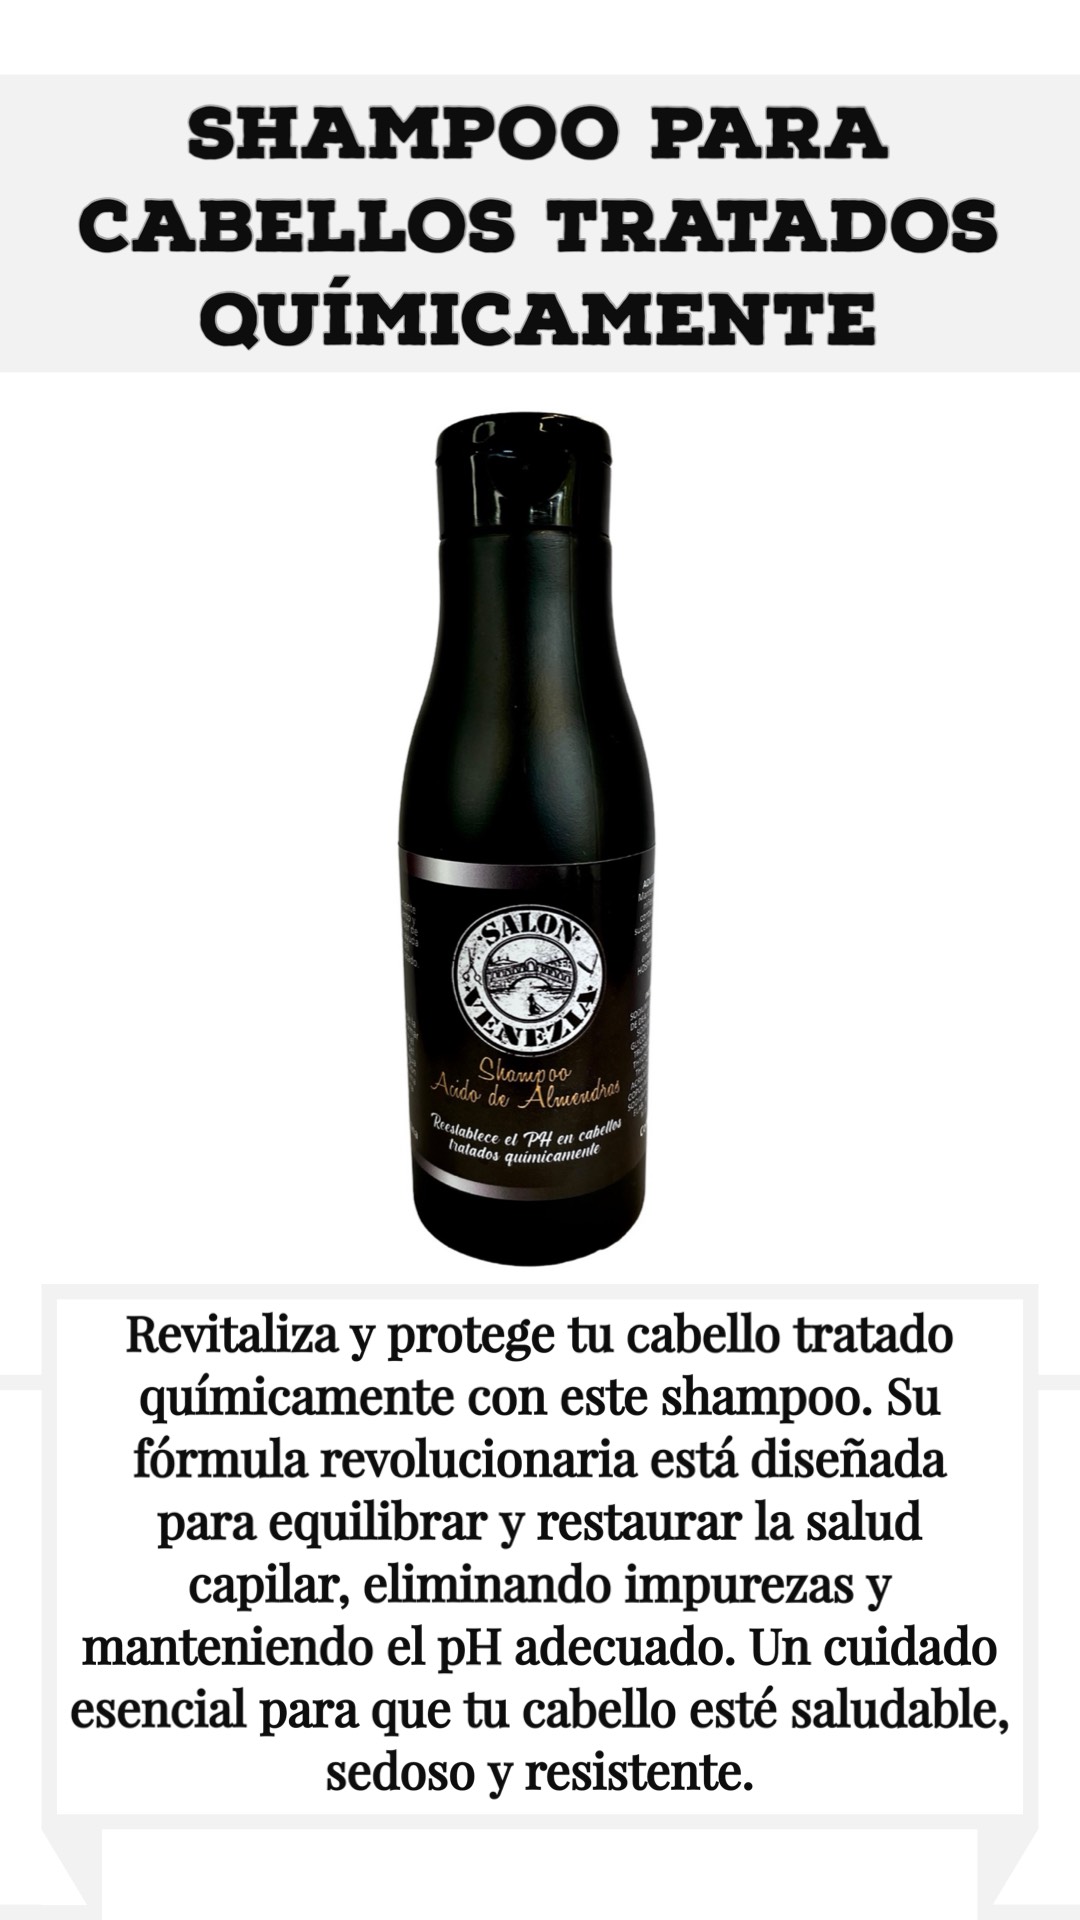 SHAMPOO PARA
CABELLOS TRATADOS
QUÍMICAMENTE
SALON
VENEZIA
Shampoo
Acido de Almendras
Reestablece el PH en cabellos
tratados químicamente
Revitaliza y protege tu cabello tratado
químicamente con este shampoo. Su
fórmula revolucionaria está diseñada
para equilibrar y restaurar la salud
capilar, eliminando impurezas y
manteniendo el pH adecuado. Un cuidado
esencial para que tu cabello esté saludable,
sedoso y resistente.